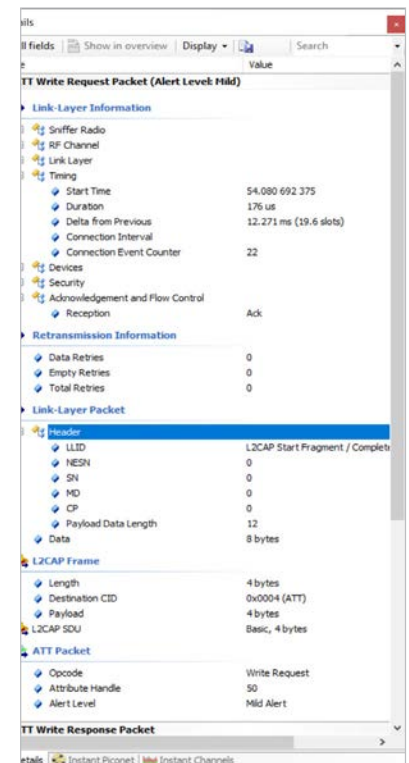 ils
ll fields Show in overview Display Search
e Value
TT Write Request Packet (Alert Level: Mild)
Link-Layer Information
Sniffer Radio
RF Channel
Link Layer
Timing
Start Time 54.080 692 375
Duration 176 us
Delta from Previous 12.271 ms (19.6 slots)
Connection Interval
Connection Event Counter 22
Devices
Security
Acknowledgement and Flow Control
Reception Ack
Retransmission Information
Data Retries 0
Empty Retries 0
Total Retries 0
Link-Layer Packet
Header
LLID L2CAP Start Fragment / Complete
NESN 0
SN 0
MD 0
CP 0
Payload Data Length 12
Data 8 bytes
L2CAP Frame
Length 4 bytes
Destination CID 0x0004 (ATT)
Payload 4 bytes
L2CAP SDU Basic, 4 bytes
ATT Packet
Opcode Write Request
Attribute Handle 50
Alert Level Mild Alert
TT Write Response Packet
etails Instant Piconet Instant Channels